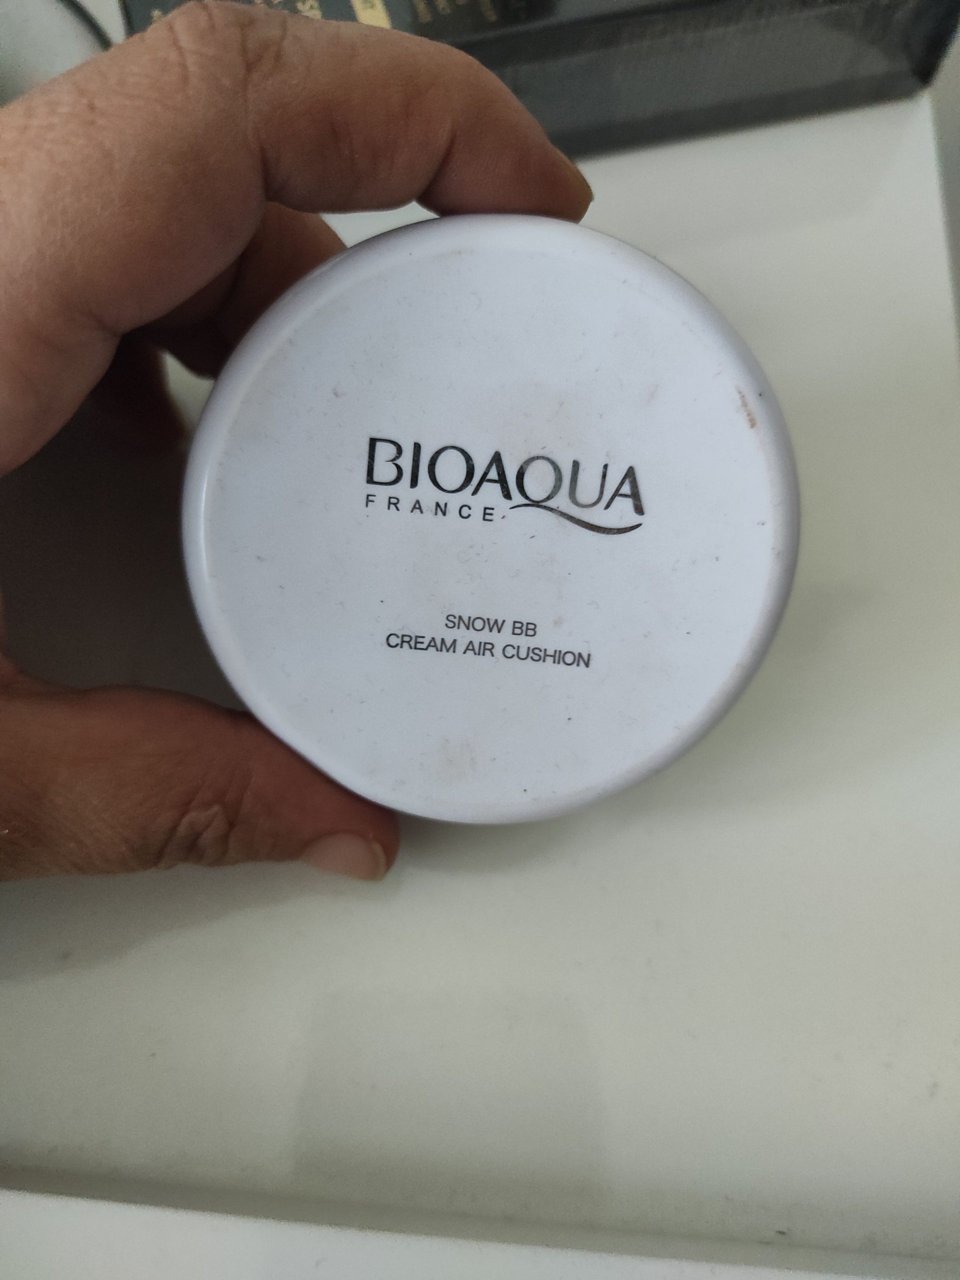 BIOAQUA
FRANCE
SNOW BB
CREAM AIR CUSHION